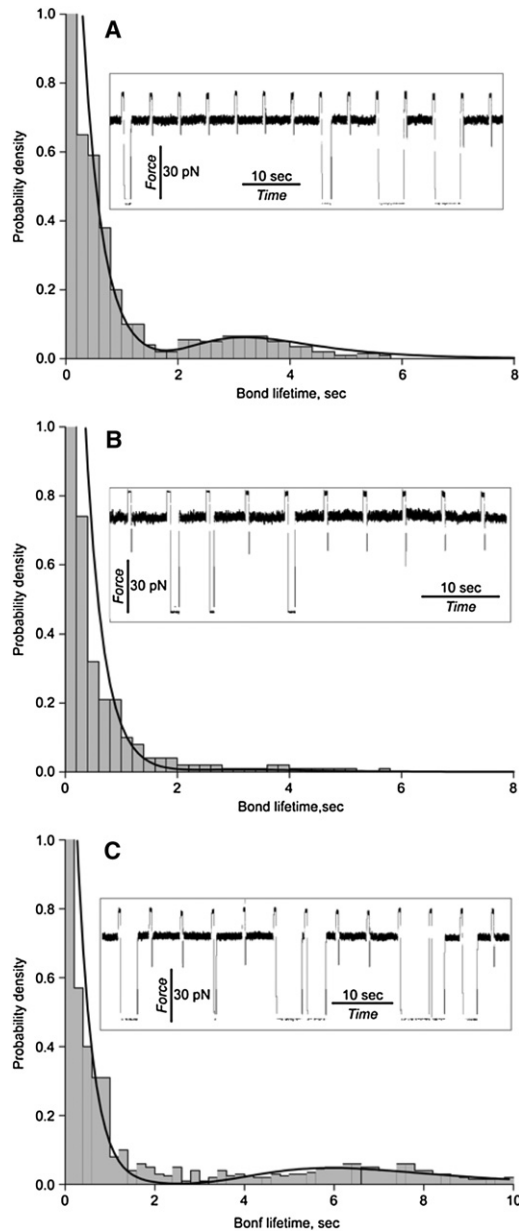 A
Probability density
1.0
0.8
0.6
0.4
0.2
0.0
Force
30 pN
10 sec
Time
0 2 4 6 8
Bond lifetime, sec
B
Probability density
1.0
0.8
0.6
0.4
0.2
0.0
Force
30 pN
10 sec
Time
0 2 4 6 8
Bond lifetime,sec
C
Probability density
1.0
0.8
0.6
0.4
0.2
0.0
Force
30 pN
10 sec
Time
0 2 4 6 8 10
Bonf lifetime, sec